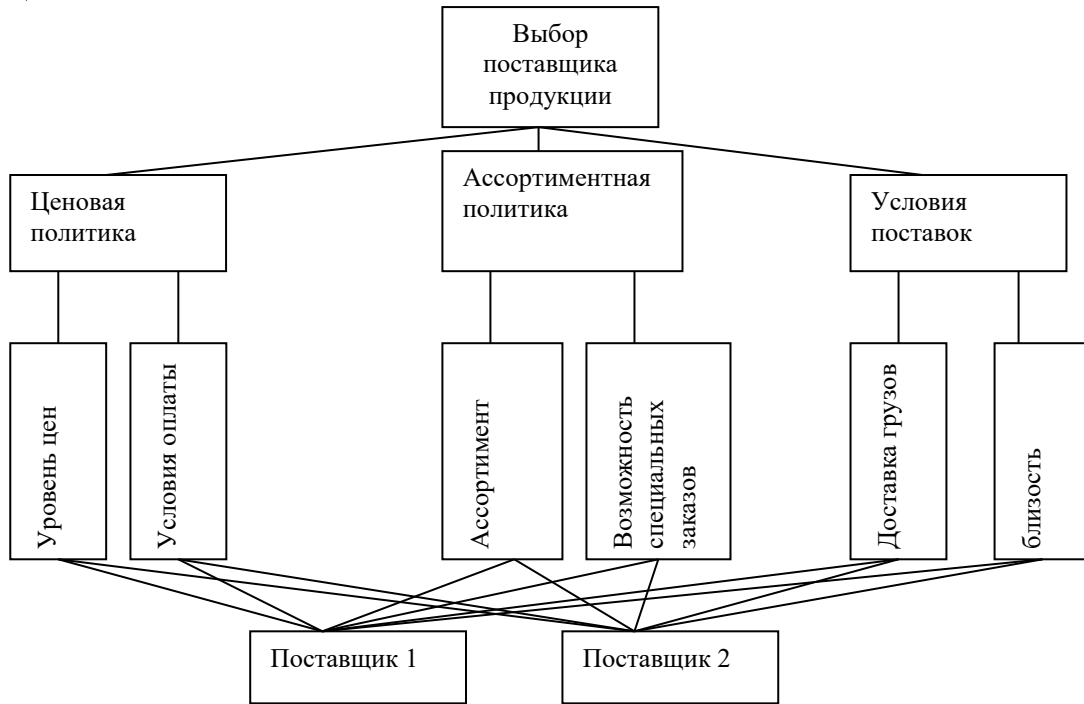 Выбор
поставщика
продукции
Ценовая
политика
Ассортиментная
политика
Условия
поставок
Уровень цен
Условия оплаты
Ассортимент
Возможность
специальных
заказов
Доставка грузов
близость
Поставщик 1
Поставщик 2